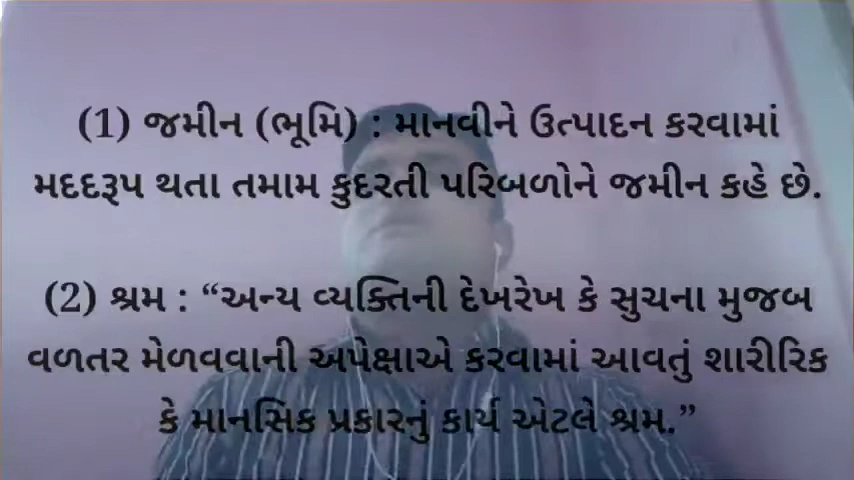 (1) જમીન (ભૂમિ) : માનવીને ઉત્પાદન કરવામાં
મદદરૂપ થતા તમામ કુદરતી પરિબળોને જમીન કહે છે.
(2) શ્રમ : “અન્ય વ્યક્તિની દેખરેખ કે સુચના મુજબ
વળતર મેળવવાની અપેક્ષાએ કરવામાં આવતું શારીરિક
કે માનસિક પ્રકારનું કાર્ય એટલે શ્રમ.”